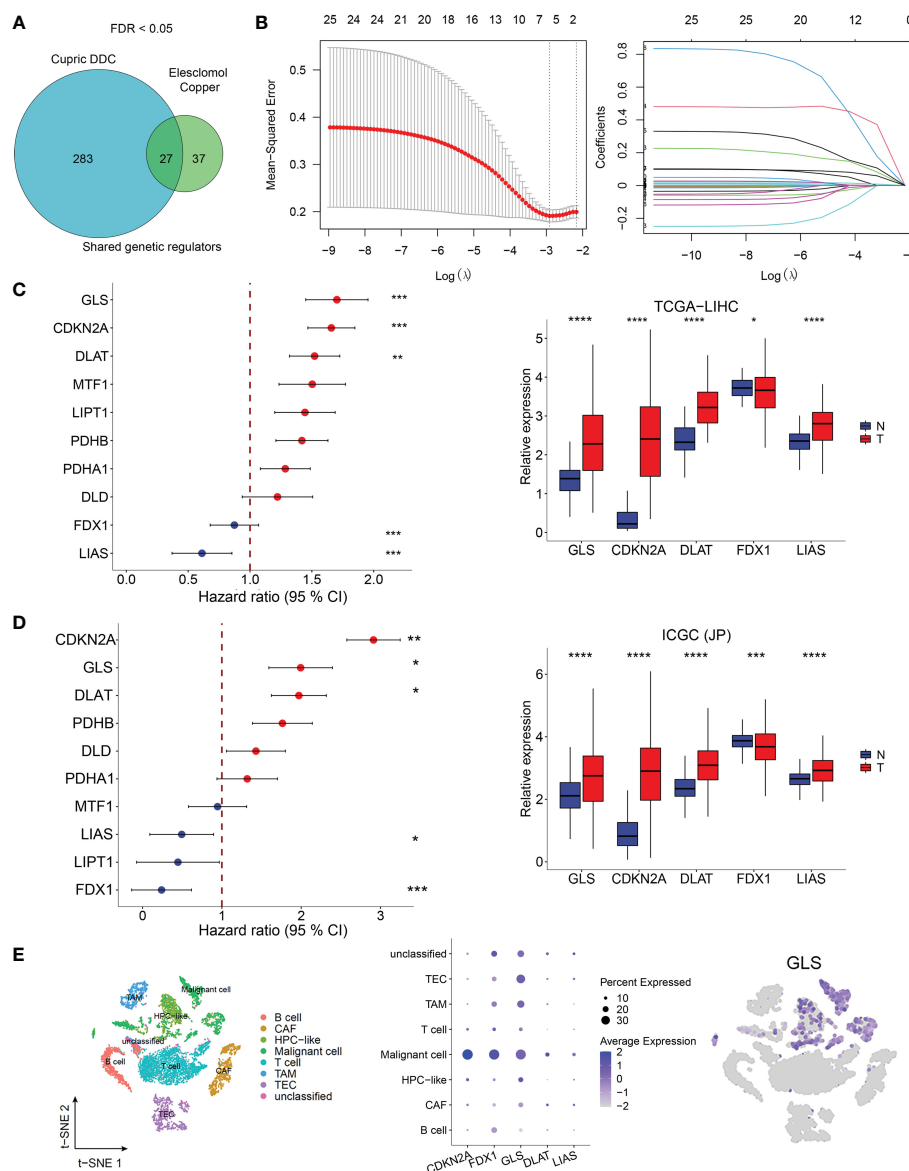 A
FDR < 0.05
Cupric DDC
Elesclomol
Copper
283
27
37
Shared genetic regulators
B
25 25 24 24 21 20 18 16 13 7 5 2
Mean-Squared Error
0.5
0.4
0.3
0.2
−9 −8 −7 −6 −5 −4 −3 −2
Log (λ)
25 25 20 12 0
Coefficients
0.8
0.4
0
−0.2
−10 −8 −6 −4
Log (λ)
C
GLS ***
CDKN2A ***
DLAT **
MTF1
LIPT1
PDHB
PDHA1
DLD
FDX1 ***
LIAS ***
0.0 0.5 1.0 1.5 2.0
Hazard ratio (95 % CI)
TCGA−LIHC
**** **** **** * ****
Relative expression
5
4
3
2
1
0
GLS CDKN2A DLAT FDX1 LIAS
N
T
D
CDKN2A **
GLS *
DLAT *
PDHB
DLD
PDHA1
MTF1
LIAS *
LIPT1
FDX1 ***
0 1 2 3
Hazard ratio (95 % CI)
ICGC (JP)
**** **** **** *** ****
Relative expression
6
4
2
0
GLS CDKN2A DLAT FDX1 LIAS
N
T
E
TAM
Malignant cell
HPC−like
unclassified
B cell
T cell
CAF
TEC
t−SNE 2
t−SNE 1
B cell
CAF
HPC−like
Malignant cell
T cell
TAM
TEC
unclassified
unclassified
TEC
TAM
T cell
Malignant cell
HPC−like
CAF
B cell
CDKN2A FDX1 GLS DLAT LIAS
Percent Expressed
10
20
30
Average Expression
2
1
0
−1
−2
GLS